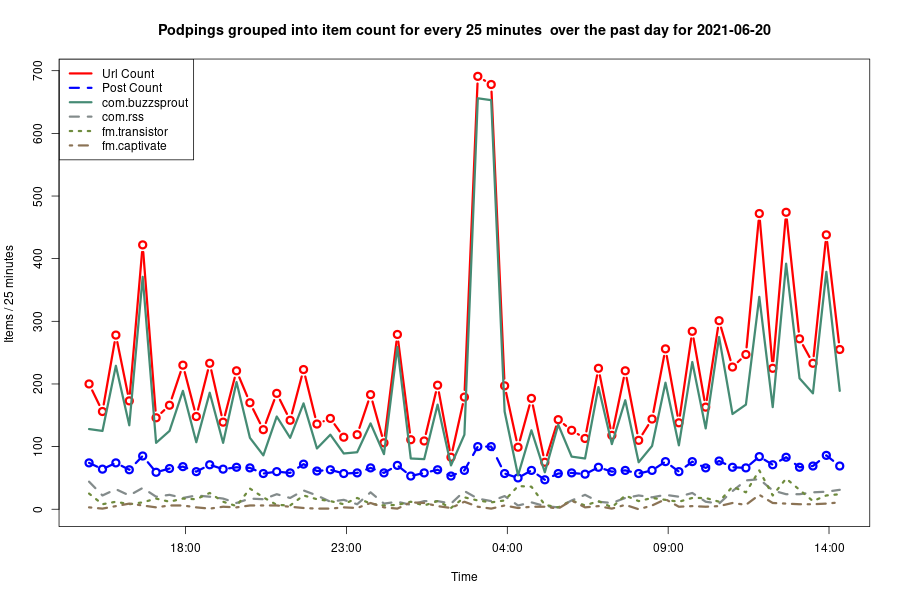 Podpings grouped into item count for every 25 minutes  over the past day for 2021-06-20
Url Count
Post Count
com.buzzsprout
com.rss
fm.transistor
fm.captivate
700
600
500
400
300
200
100
0
Items / 25 minutes
18:00 23:00 04:00 09:00 14:00
Time